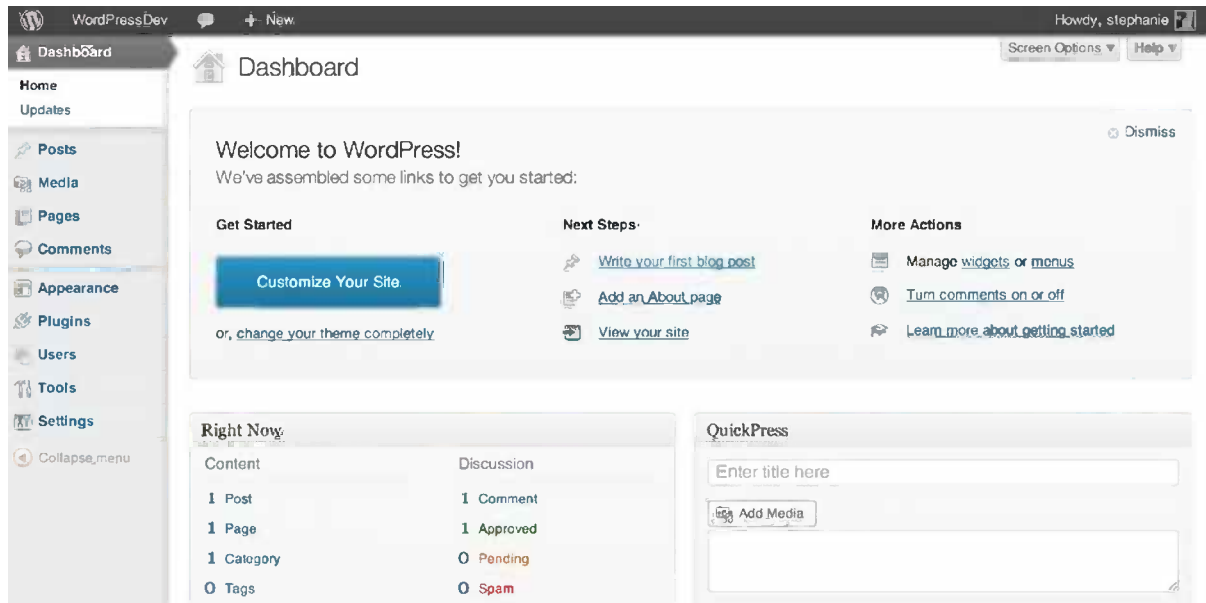 WordPressDev
+ New
Howdy, stephanie
Dashboard
Home
Updates
Posts
Media
Pages
Comments
Appearance
Plugins
Users
Tools
Settings
Collapse menu
Dashboard
Screen Options ▼
Help ▼
Dismiss
Welcome to WordPress!
We've assembled some links to get you started:
Get Started
Customize Your Site
or, change your theme completely
Next Steps
Write your first blog post
Add an About page
View your site
More Actions
Manage widgets or menus
Turn comments on or off
Learn more about getting started
Right Now
Content
1 Post
1 Page
1 Category
0 Tags
Discussion
1 Comment
1 Approved
0 Pending
0 Spam
QuickPress
Enter title here
Add Media